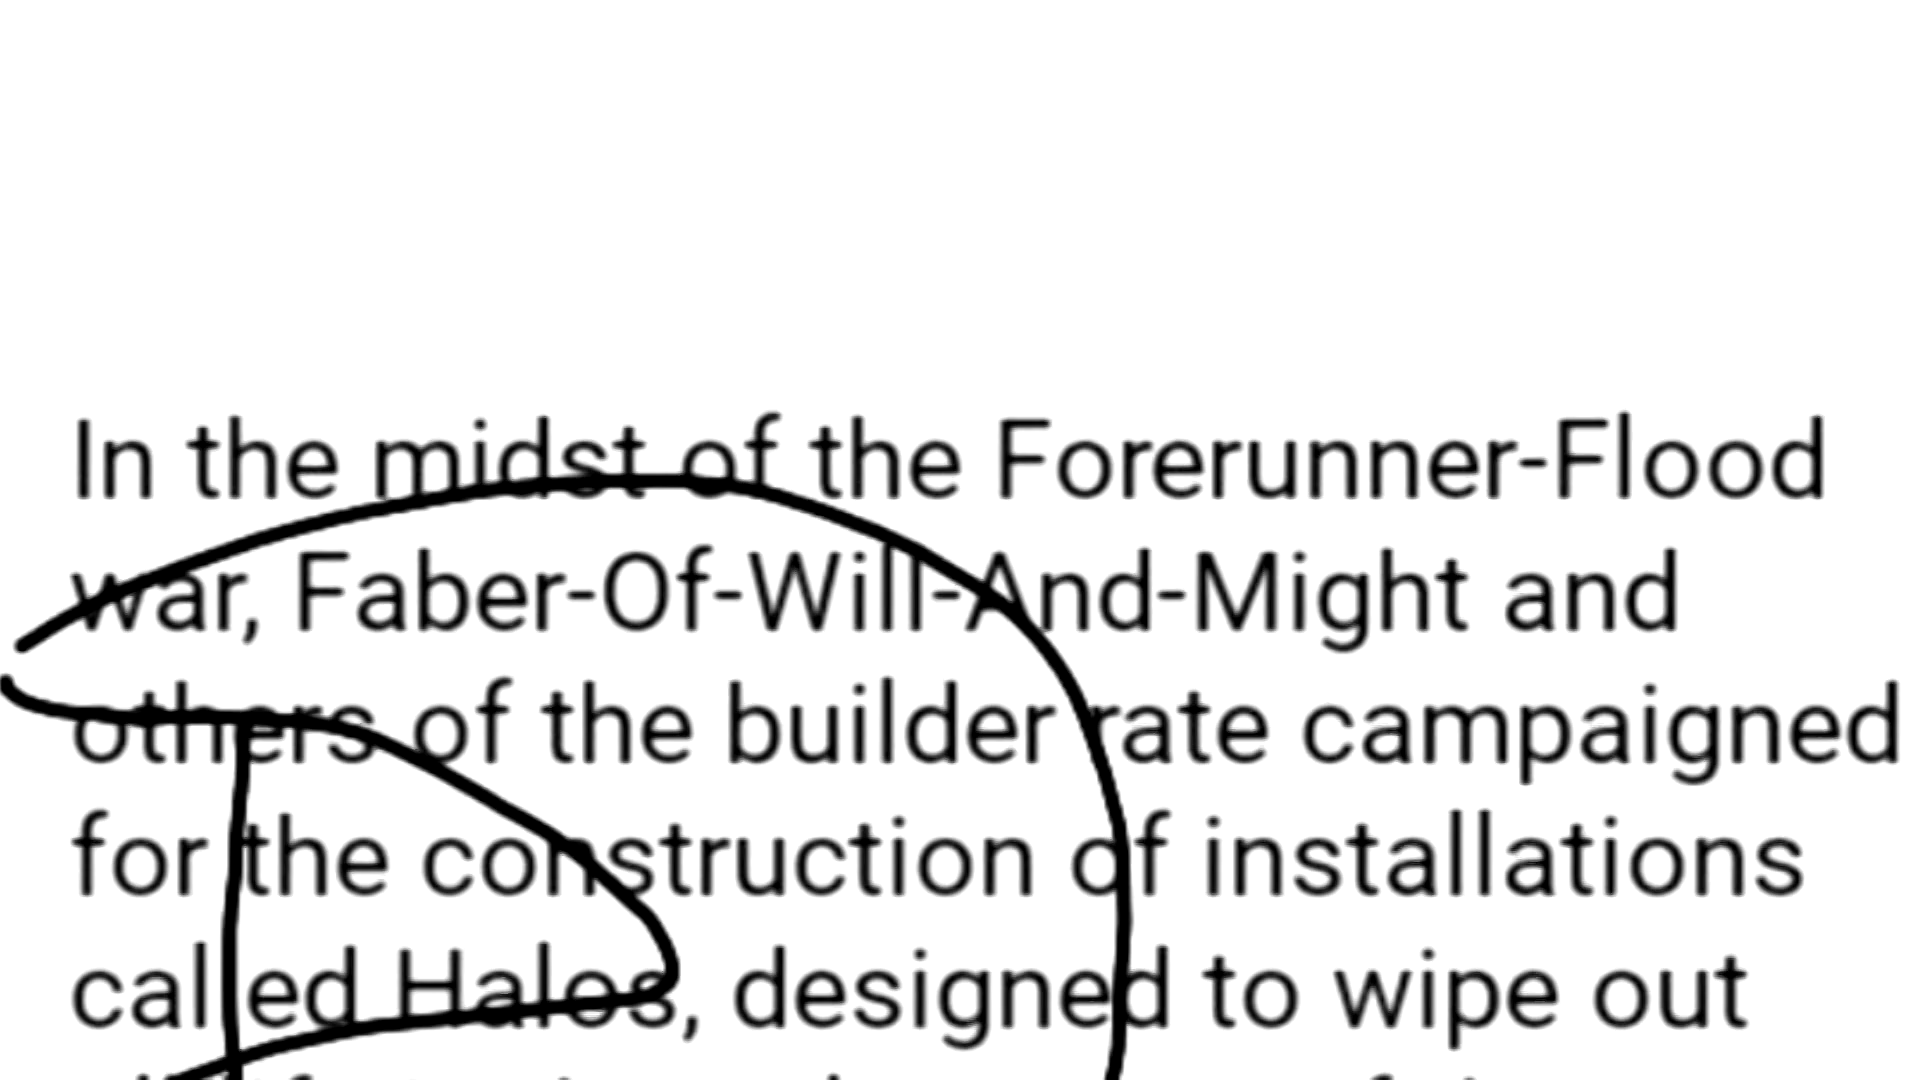 In the midst of the Forerunner-Flood
war, Faber-Of-Will-And-Might and
others of the builder rate campaigned
for the construction of installations
called Halos, designed to wipe out